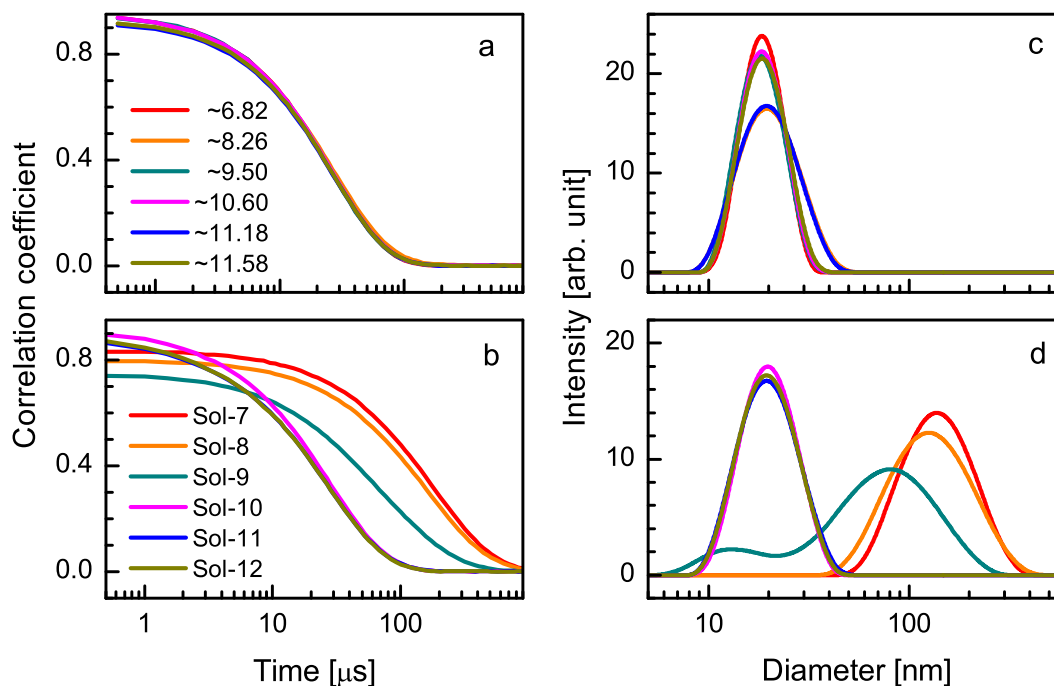 Correlation coefficient
a
0.8
0.4
0.0
~6.82
~8.26
~9.50
~10.60
~11.18
~11.58
b
0.8
0.4
0.0
Sol-7
Sol-8
Sol-9
Sol-10
Sol-11
Sol-12
1 10 100
Time [μs]
Intensity [arb. unit]
c
20
10
0
d
20
10
0
10 100
Diameter [nm]